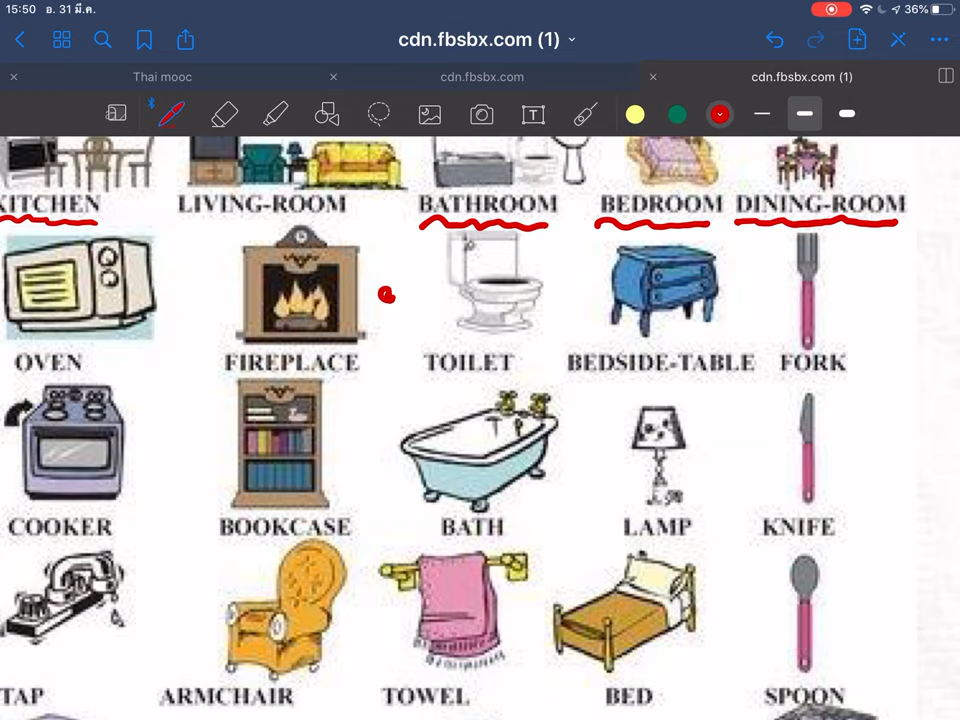 15:50 อ. 31 มี.ค.
36%
cdn.fbsbx.com (1)
Thai mooc
cdn.fbsbx.com
cdn.fbsbx.com (1)
KITCHEN LIVING-ROOM BATHROOM BEDROOM DINING-ROOM
OVEN FIREPLACE TOILET BEDSIDE-TABLE FORK
COOKER BOOKCASE BATH LAMP KNIFE
TAP ARMCHAIR TOWEL BED SPOON